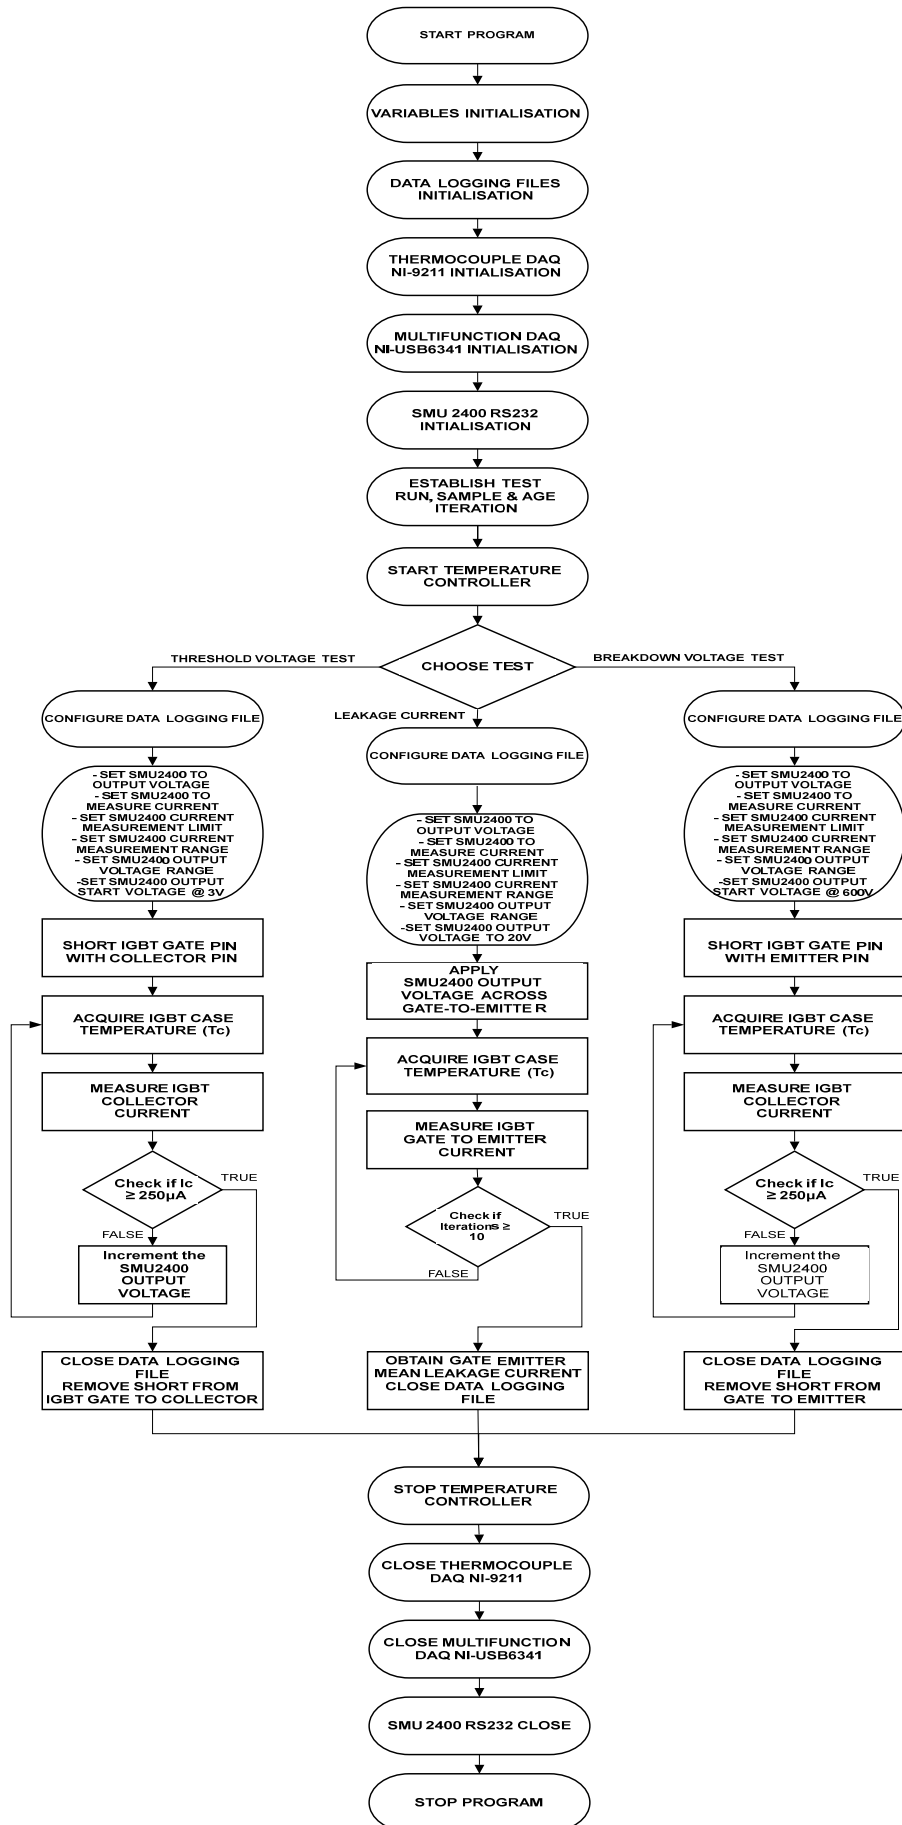 START PROGRAM
VARIABLES INITIALISATION
DATA LOGGING FILES
INITIALISATION
THERMOCOUPLE DAQ
NI-9211 INTIALISATION
MULTIFUNCTION DAQ
NI-USB6341 INTIALISATION
SMU 2400 RS232
INTIALISATION
ESTABLISH TEST
RUN, SAMPLE & AGE
ITERATION
START TEMPERATURE
CONTROLLER
CHOOSE TEST
THRESHOLD VOLTAGE TEST
CONFIGURE DATA LOGGING FILE
- SET SMU2400 TO
OUTPUT VOLTAGE
- SET SMU2400 TO
MEASURE CURRENT
- SET SMU2400 CURRENT
MEASUREMENT LIMIT
- SET SMU2400 CURRENT
MEASUREMENT RANGE
- SET SMU2400 OUTPUT
VOLTAGE RANGE
-SET SMU2400 OUTPUT
START VOLTAGE @ 3V
SHORT IGBT GATE PIN
WITH COLLECTOR PIN
ACQUIRE IGBT CASE
TEMPERATURE (Tc)
MEASURE IGBT
COLLECTOR
CURRENT
Check if Ic
≥ 250µA
TRUE
FALSE
Increment the
SMU2400
OUTPUT
VOLTAGE
CLOSE DATA LOGGING
FILE
REMOVE SHORT FROM
IGBT GATE TO COLLECTOR
LEAKAGE CURRENT
CONFIGURE DATA LOGGING FILE
- SET SMU2400 TO
OUTPUT VOLTAGE
- SET SMU2400 TO
MEASURE CURRENT
- SET SMU2400 CURRENT
MEASUREMENT LIMIT
- SET SMU2400 CURRENT
MEASUREMENT RANGE
- SET SMU2400 OUTPUT
VOLTAGE RANGE
-SET SMU2400 OUTPUT
VOLTAGE TO 20V
APPLY
SMU2400 OUTPUT
VOLTAGE ACROSS
GATE-TO-EMITTER
ACQUIRE IGBT CASE
TEMPERATURE (Tc)
MEASURE IGBT
GATE TO EMITTER
CURRENT
Check if
Iterations ≥
10
TRUE
FALSE
OBTAIN GATE EMITTER
MEAN LEAKAGE CURRENT
CLOSE DATA LOGGING
FILE
BREAKDOWN VOLTAGE TEST
CONFIGURE DATA LOGGING FILE
- SET SMU2400 TO
OUTPUT VOLTAGE
- SET SMU2400 TO
MEASURE CURRENT
- SET SMU2400 CURRENT
MEASUREMENT LIMIT
- SET SMU2400 CURRENT
MEASUREMENT RANGE
- SET SMU2400 OUTPUT
VOLTAGE RANGE
-SET SMU2400 OUTPUT
START VOLTAGE @ 600V
SHORT IGBT GATE PIN
WITH EMITTER PIN
ACQUIRE IGBT CASE
TEMPERATURE (Tc)
MEASURE IGBT
COLLECTOR
CURRENT
Check if Ic
≥ 250µA
TRUE
FALSE
Increment the
SMU2400
OUTPUT
VOLTAGE
CLOSE DATA LOGGING
FILE
REMOVE SHORT FROM
GATE TO EMITTER
STOP TEMPERATURE
CONTROLLER
CLOSE THERMOCOUPLE
DAQ NI-9211
CLOSE MULTIFUNCTION
DAQ NI-USB6341
SMU 2400 RS232 CLOSE
STOP PROGRAM